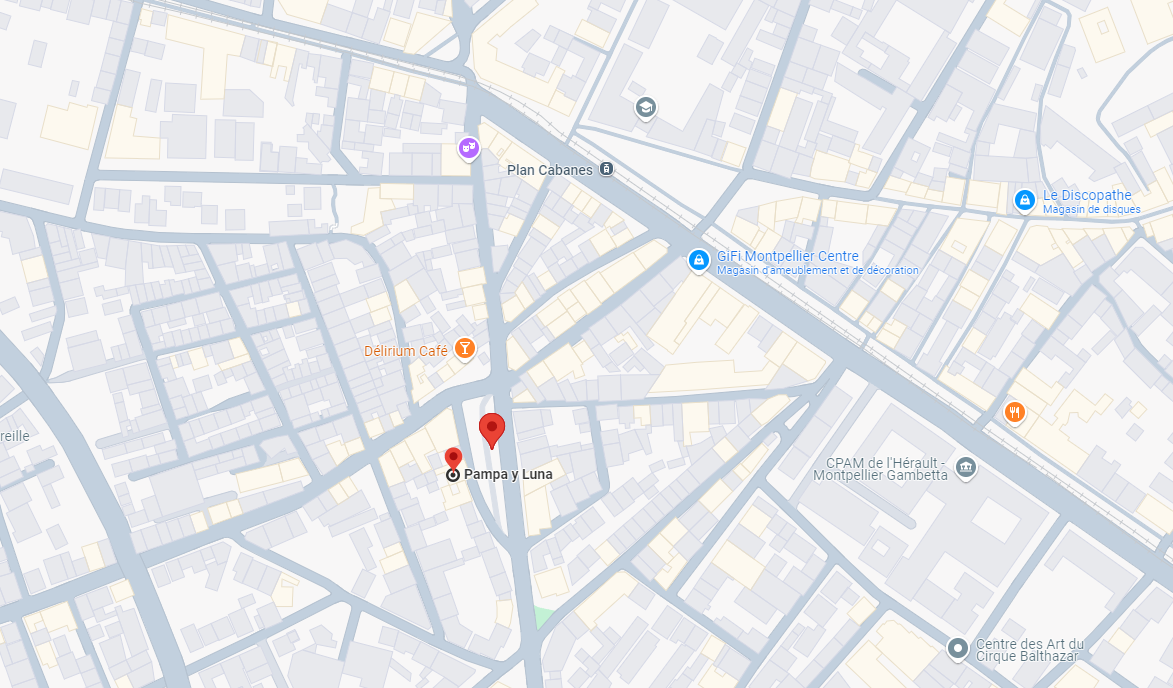 Plan Cabanes
Le Discopathe
Magasin de disques
GiFi Montpellier Centre
Magasin d'ameublement et de décoration
Délirium Café
reille
CPAM de l'Hérault -
Montpellier Gambetta
Pampa y Luna
Centre des Art du
Cirque Balthazar